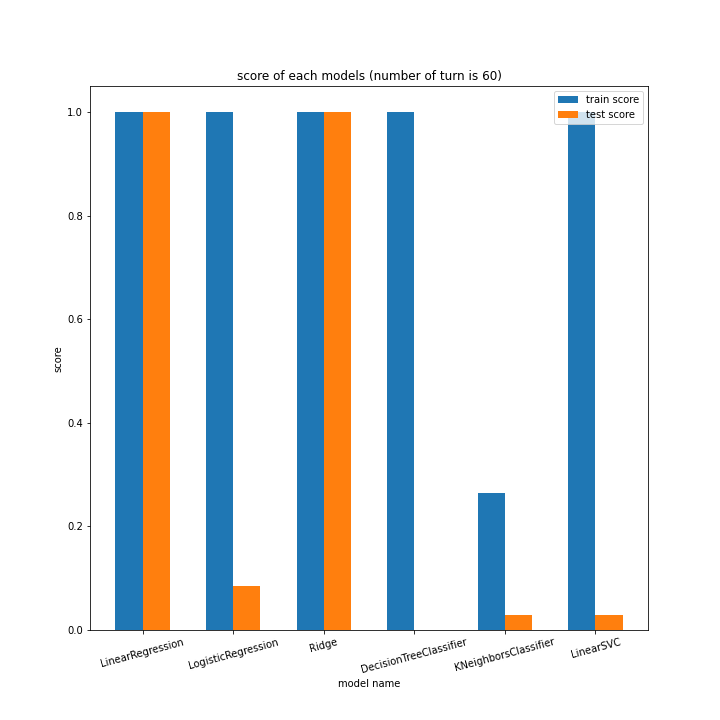 score of each models (number of turn is 60)
train score
test score
1.0
0.8
0.6
0.4
0.2
0.0
score
LinearRegression
LogisticRegression
Ridge
DecisionTreeClassifier
KNeighborsClassifier
LinearSVC
model name